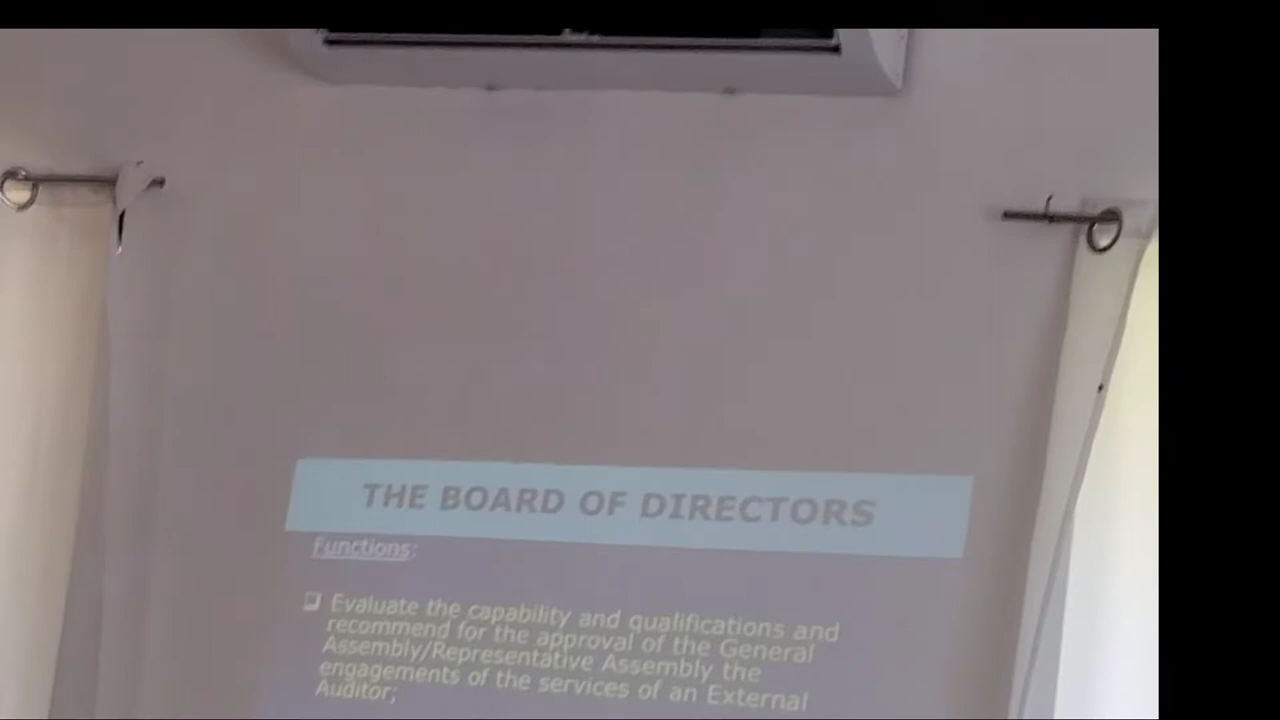 THE BOARD OF DIRECTORS
Functions:
❑ Evaluate the capability and qualifications and
recommend for the approval of the General
Assembly/Representative Assembly the
engagements of the services of an External
Auditor;